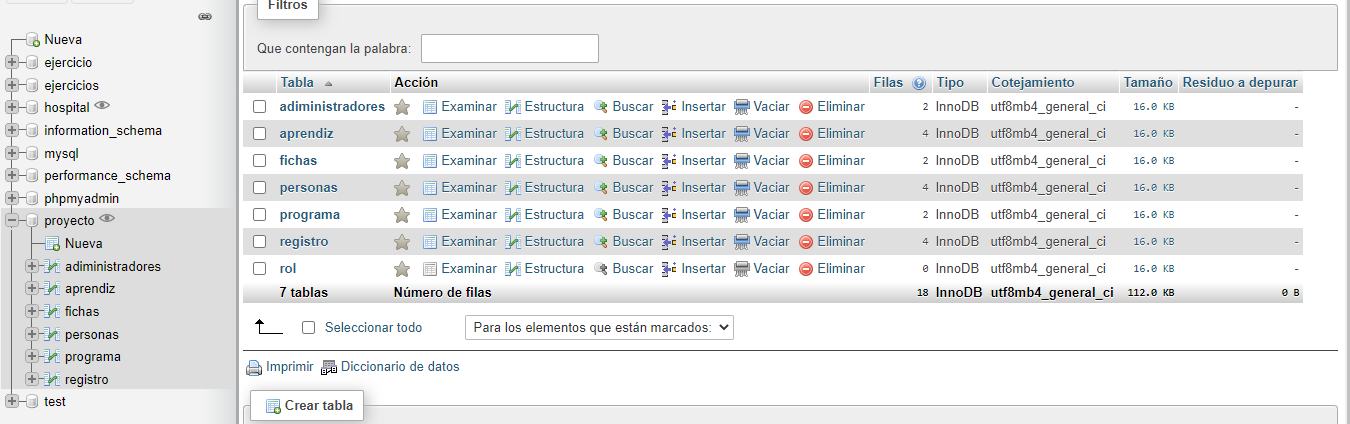 Nueva
ejercicio
ejercicios
hospital
information_schema
mysql
performance_schema
phpmyadmin
proyecto
Nueva
adiministradores
aprendiz
fichas
personas
programa
registro
test
Filtros
Que contengan la palabra:
Tabla Acción Filas Tipo Cotejamiento Tamaño Residuo a depurar
adiministradores Examinar Estructura Buscar Insertar Vaciar Eliminar 2 InnoDB utf8mb4_general_ci 16.0 KB -
aprendiz Examinar Estructura Buscar Insertar Vaciar Eliminar 4 InnoDB utf8mb4_general_ci 16.0 KB -
fichas Examinar Estructura Buscar Insertar Vaciar Eliminar 2 InnoDB utf8mb4_general_ci 16.0 KB -
personas Examinar Estructura Buscar Insertar Vaciar Eliminar 4 InnoDB utf8mb4_general_ci 16.0 KB -
programa Examinar Estructura Buscar Insertar Vaciar Eliminar 2 InnoDB utf8mb4_general_ci 16.0 KB -
registro Examinar Estructura Buscar Insertar Vaciar Eliminar 4 InnoDB utf8mb4_general_ci 16.0 KB -
rol Examinar Estructura Buscar Insertar Vaciar Eliminar 0 InnoDB utf8mb4_general_ci 16.0 KB -
7 tablas Número de filas 18 InnoDB utf8mb4_general_ci 112.0 KB 0 B
Seleccionar todo Para los elementos que están marcados:
Imprimir Diccionario de datos
Crear tabla